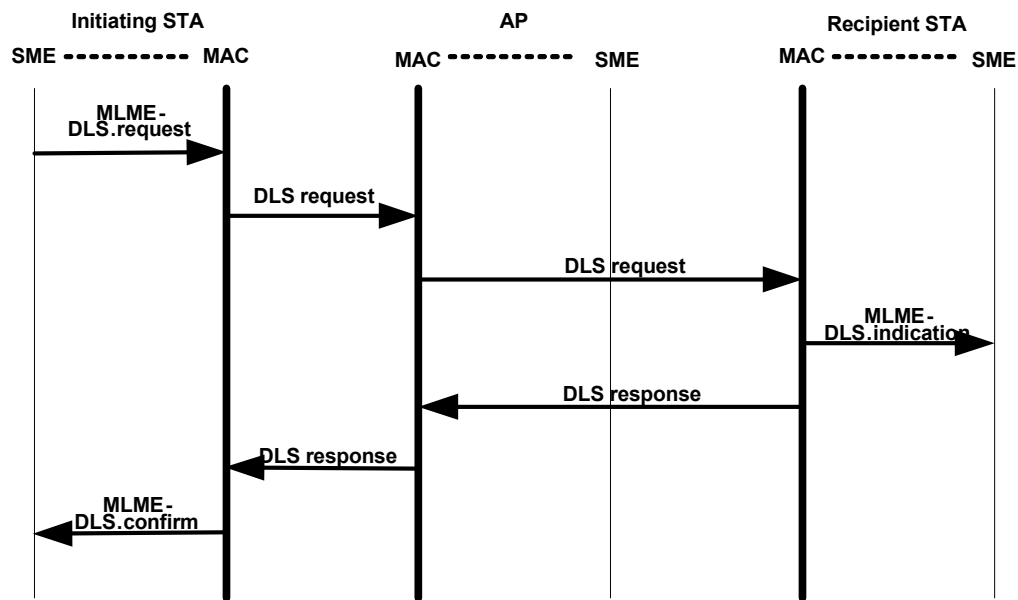 Initiating STA
AP
Recipient STA
SME
MAC
MAC
SME
MAC
SME
MLME-
DLS.request
DLS request
DLS request
MLME-
DLS.indication
DLS response
DLS response
MLME-
DLS.confirm